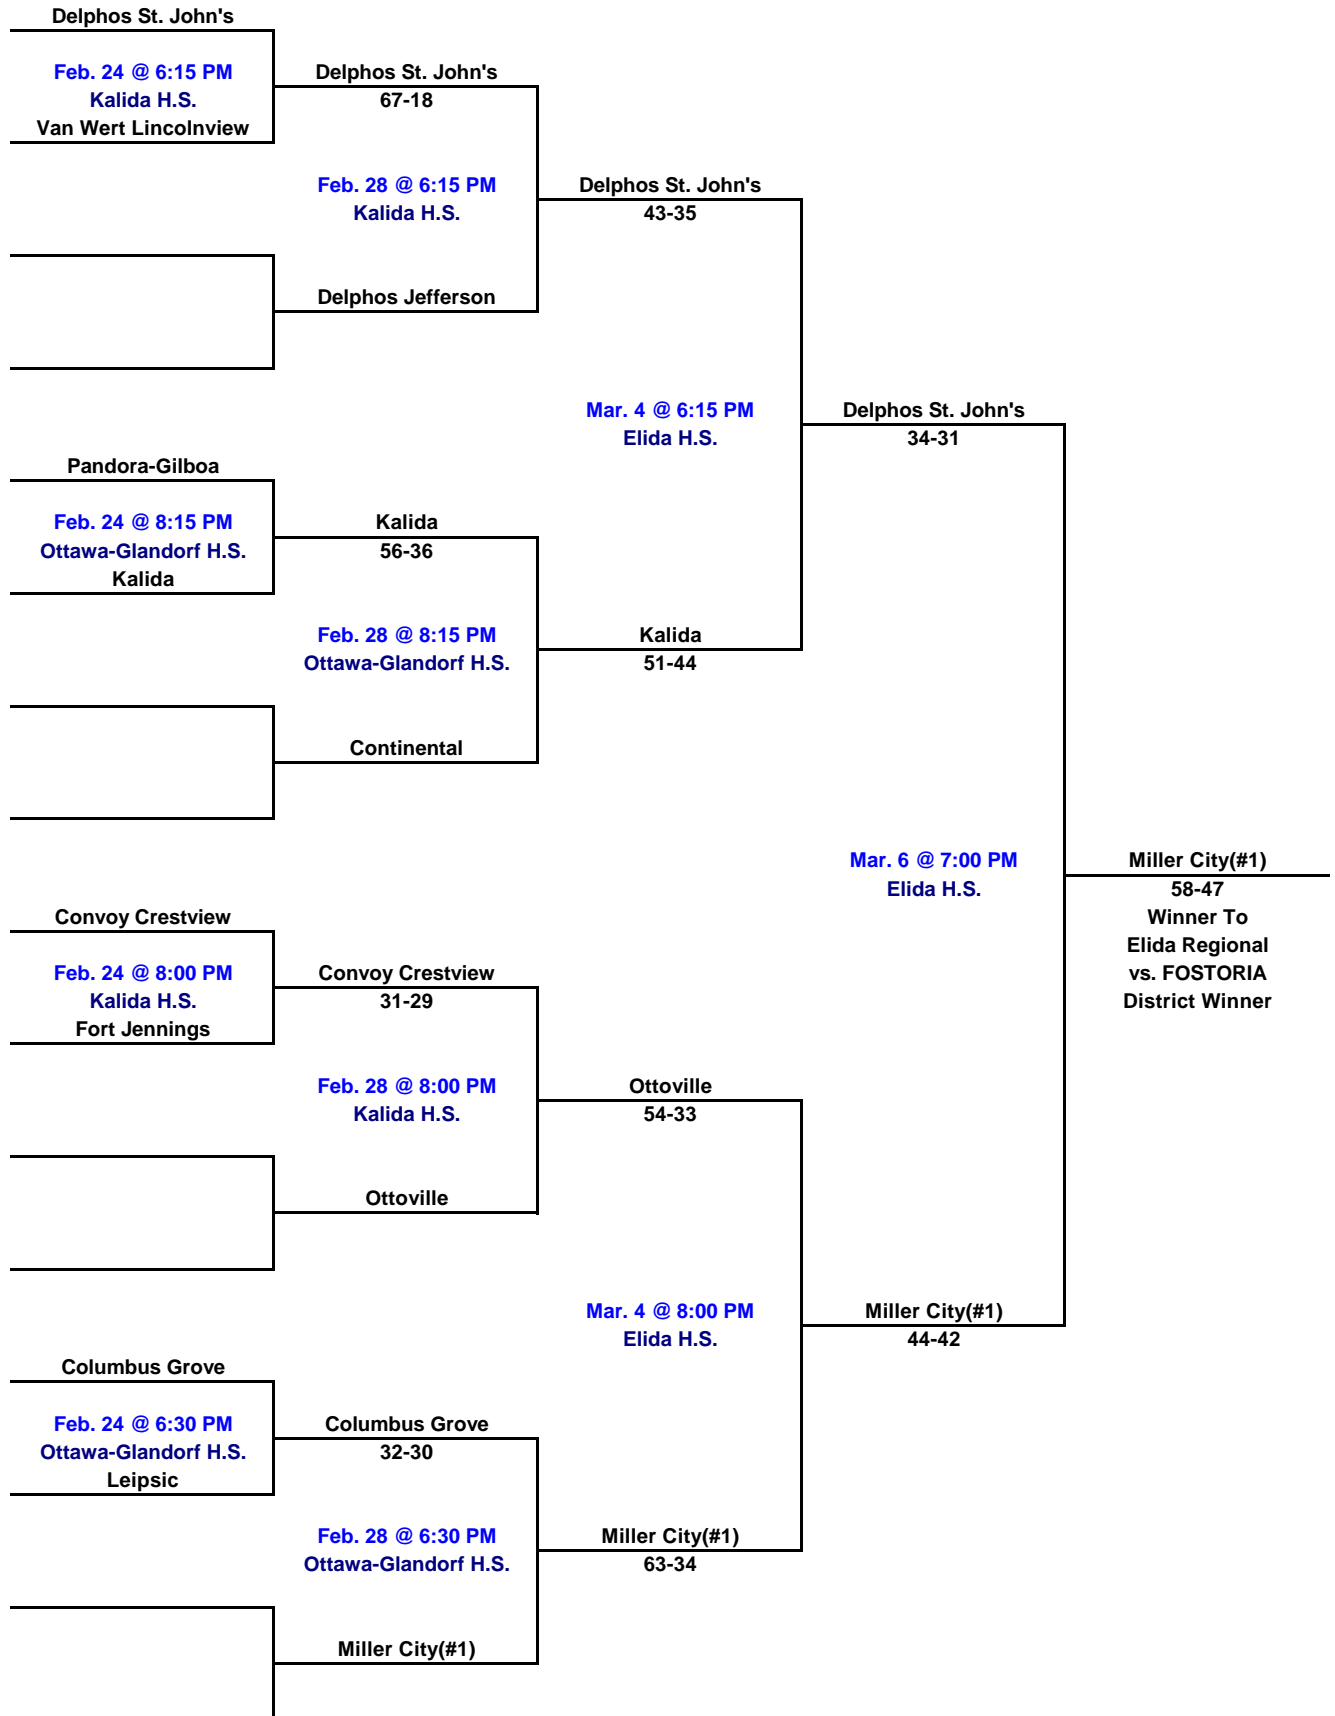 Delphos St. John's
Feb. 24 @ 6:15 PM
Kalida H.S.
Van Wert Lincolnview
Delphos St. John's
67-18
Feb. 28 @ 6:15 PM
Kalida H.S.
Delphos Jefferson
Delphos St. John's
43-35
Mar. 4 @ 6:15 PM
Elida H.S.
Delphos St. John's
34-31
Pandora-Gilboa
Feb. 24 @ 8:15 PM
Ottawa-Glandorf H.S.
Kalida
Kalida
56-36
Feb. 28 @ 8:15 PM
Ottawa-Glandorf H.S.
Continental
Kalida
51-44
Mar. 6 @ 7:00 PM
Elida H.S.
Miller City(#1)
58-47
Winner To
Elida Regional
vs. FOSTORIA
District Winner
Convoy Crestview
Feb. 24 @ 8:00 PM
Kalida H.S.
Fort Jennings
Convoy Crestview
31-29
Feb. 28 @ 8:00 PM
Kalida H.S.
Ottoville
Ottoville
54-33
Mar. 4 @ 8:00 PM
Elida H.S.
Miller City(#1)
44-42
Columbus Grove
Feb. 24 @ 6:30 PM
Ottawa-Glandorf H.S.
Leipsic
Columbus Grove
32-30
Feb. 28 @ 6:30 PM
Ottawa-Glandorf H.S.
Miller City(#1)
Miller City(#1)
63-34